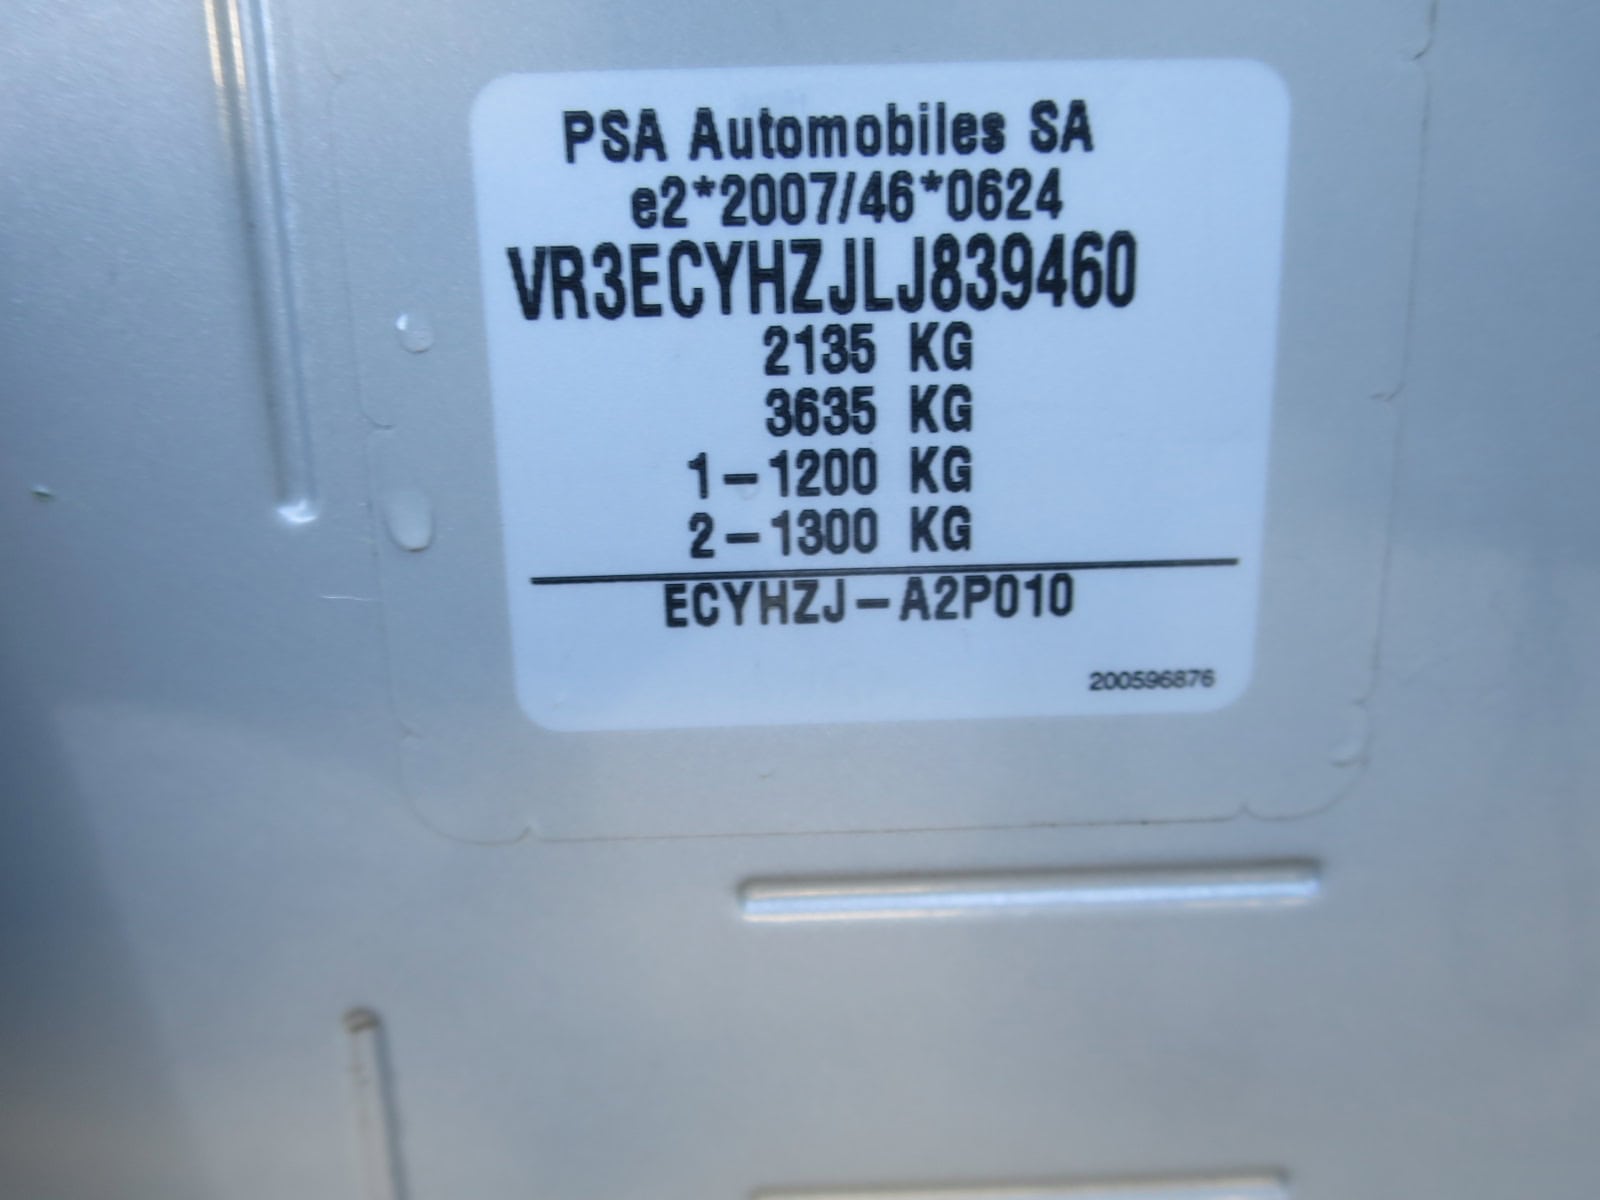 PSA Automobiles SA
e2*2007/46*0624
VR3ECYHZJLJ839460
2135 KG
3635 KG
1-1200 KG
2-1300 KG
ECYHZJ-A2P010
200596876